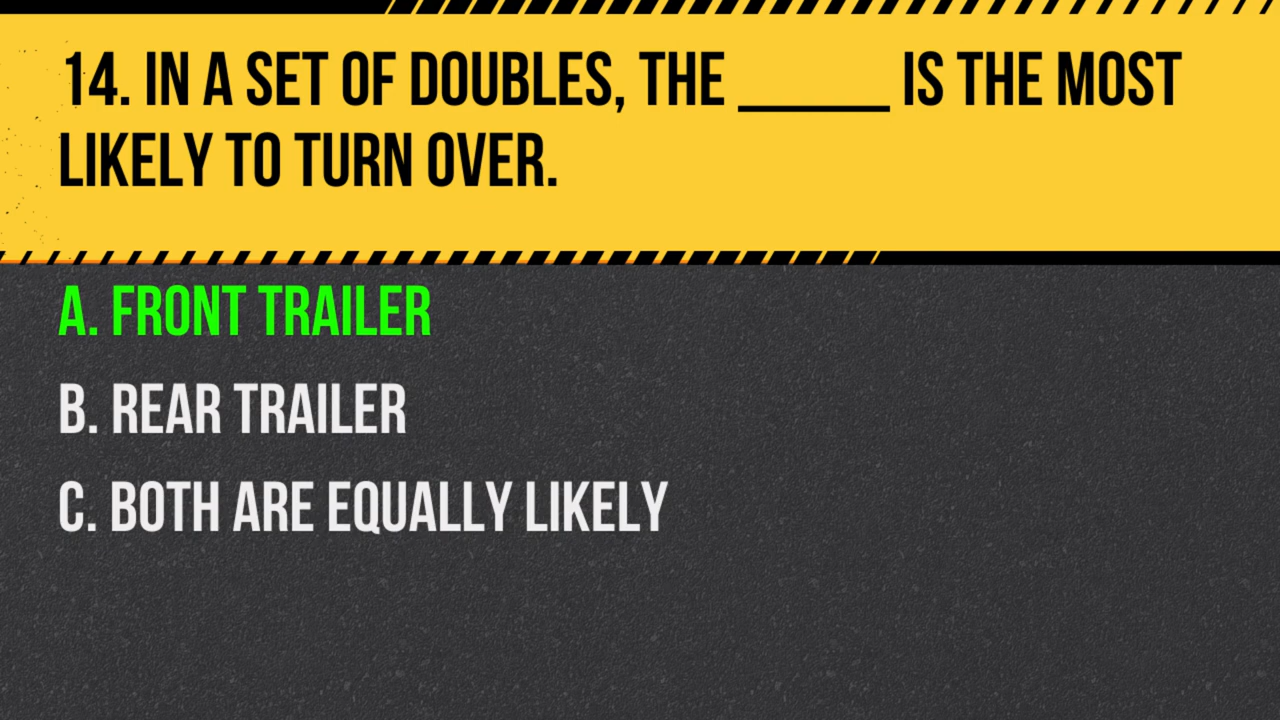 14. IN A SET OF DOUBLES, THE ______ IS THE MOST
LIKELY TO TURN OVER.
A. FRONT TRAILER
B. REAR TRAILER
C. BOTH ARE EQUALLY LIKELY